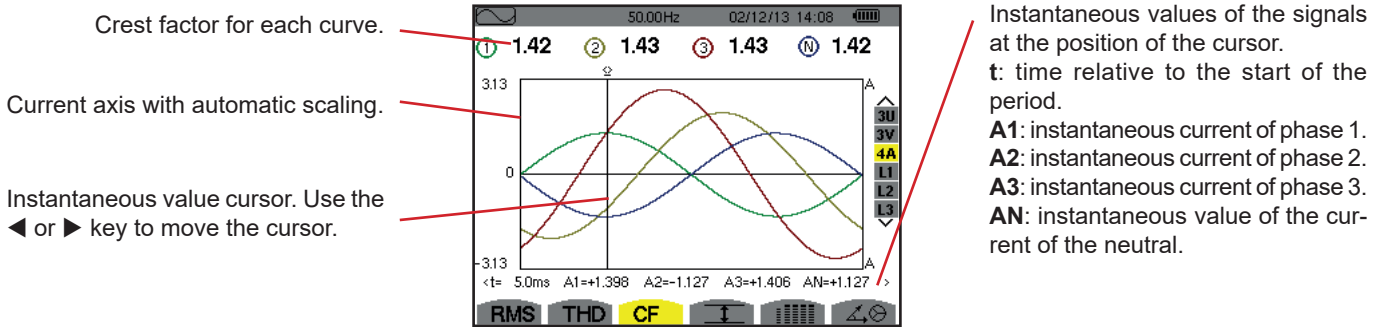 Crest factor for each curve.
Current axis with automatic scaling.
Instantaneous value cursor. Use the
◄ or ► key to move the cursor.
50.00Hz 02/12/13 14:08
1 1.42 2 1.43 3 1.43 N 1.42
3.13 A
0
-3.13 A
3U
3V
4A
L1
L2
L3
<t= 5.0ms A1=+1.398 A2=-1.127 A3=+1.406 AN=+1.127 >
RMS THD CF
Instantaneous values of the signals
at the position of the cursor.
t: time relative to the start of the
period.
A1: instantaneous current of phase 1.
A2: instantaneous current of phase 2.
A3: instantaneous current of phase 3.
AN: instantaneous value of the cur-
rent of the neutral.